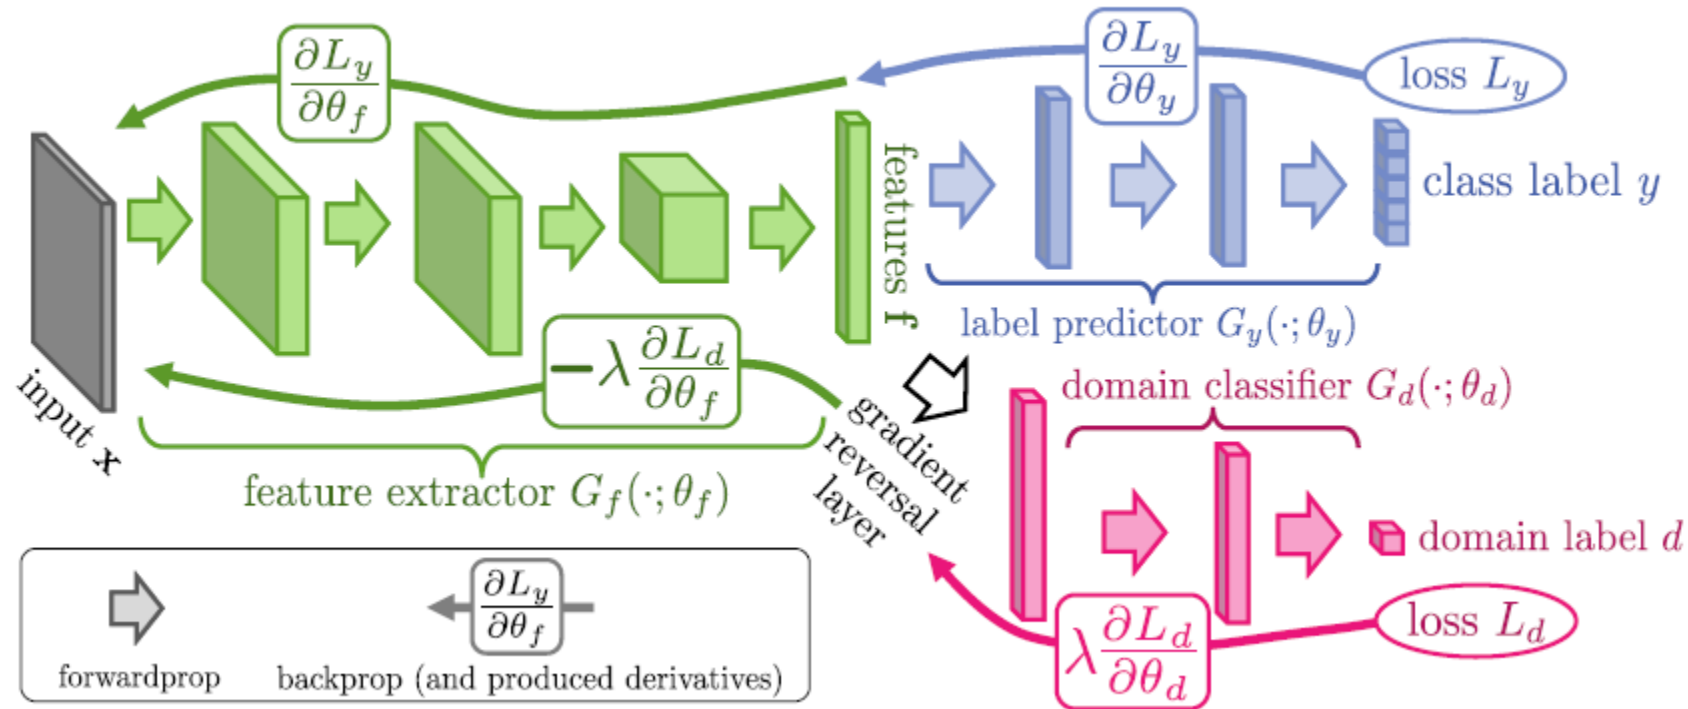 ∂L_y/∂θ_f
∂L_y/∂θ_y
loss L_y
features f
class label y
label predictor G_y(·; θ_y)
input x
−λ ∂L_d/∂θ_f
feature extractor G_f(·; θ_f)
gradient
reversal
layer
domain classifier G_d(·; θ_d)
domain label d
loss L_d
λ ∂L_d/∂θ_d
forwardprop
∂L_y/∂θ_f
backprop (and produced derivatives)